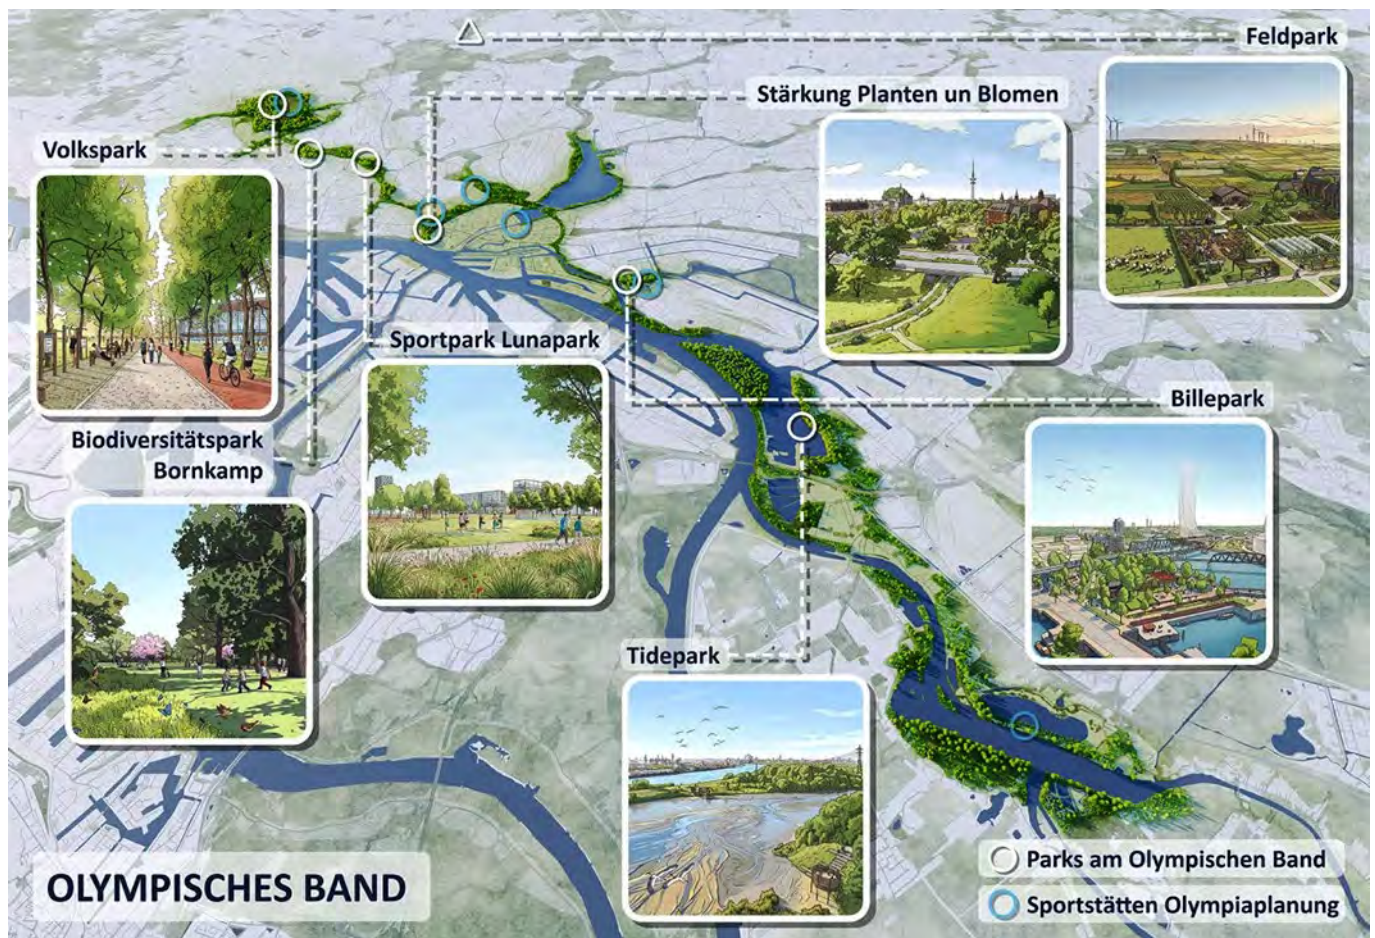 Feldpark
Stärkung Planten un Blomen
Volkspark
Sportpark Lunapark
Billepark
Biodiversitätspark
Bornkamp
Tidepark
Parks am Olympischen Band
OLYMPISCHES BAND
Sportstätten Olympiaplanung